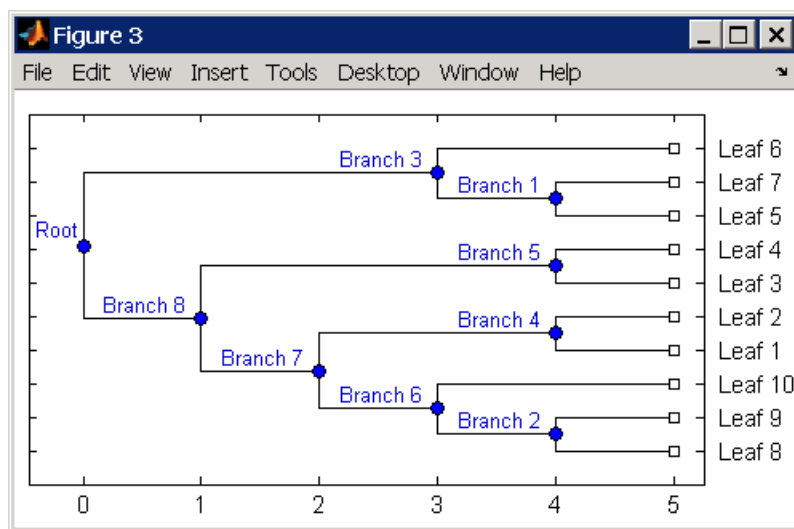 Figure 3
File Edit View Insert Tools Desktop Window Help
Leaf 6
Branch 3
Leaf 7
Branch 1
Leaf 5
Root
Leaf 4
Branch 5
Leaf 3
Branch 8
Leaf 2
Branch 4
Leaf 1
Branch 7
Leaf 10
Branch 6
Leaf 9
Branch 2
Leaf 8
0 1 2 3 4 5